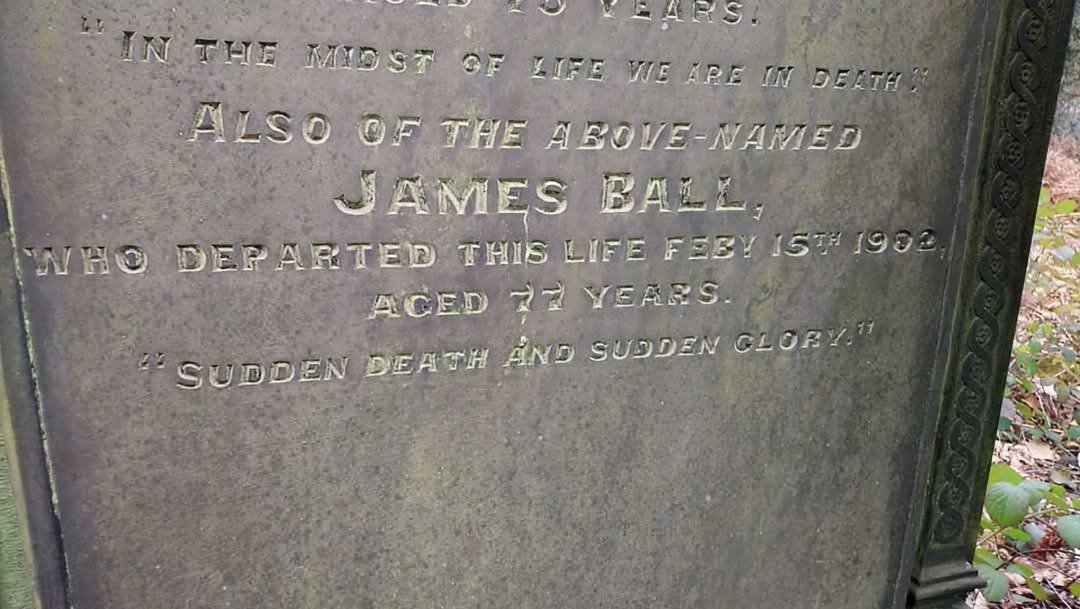 YEARS.
"IN THE MIDST OF LIFE WE ARE IN DEATH."
ALSO OF THE ABOVE-NAMED
JAMES BALL,
WHO DEPARTED THIS LIFE FEBY 15TH 1902,
AGED 77 YEARS.
"SUDDEN DEATH AND SUDDEN GLORY."